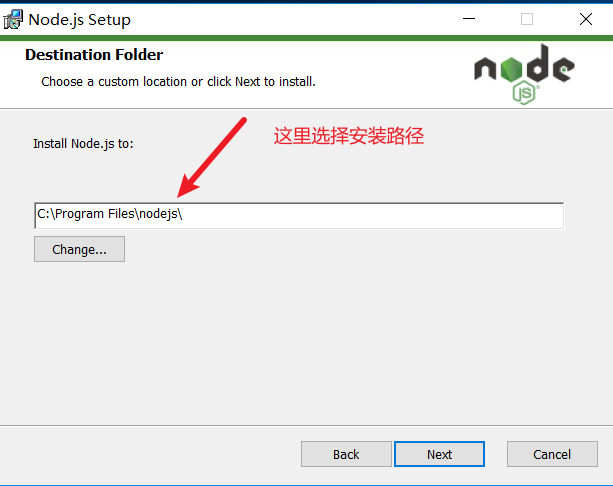 Node.js Setup
Destination Folder
Choose a custom location or click Next to install.
node
JS
这里选择安装路径
Install Node.js to:
C:\Program Files\nodejs\
Change...
Back
Next
Cancel